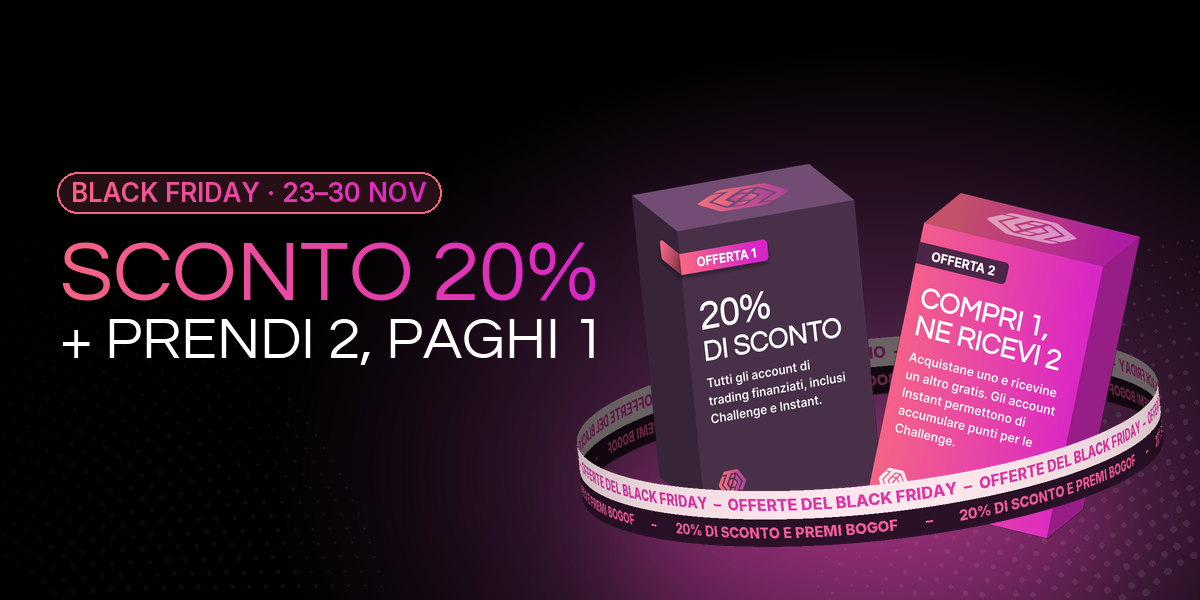 BLACK FRIDAY · 23–30 NOV
SCONTO 20%
+ PRENDI 2, PAGHI 1
OFFERTA 1
20%
DI SCONTO
Tutti gli account di
trading finanziati, inclusi
Challenge e Instant.
OFFERTA 2
COMPRI 1,
NE RICEVI 2
Acquistane uno e ricevine
un altro gratis. Gli account
Instant permettono di
accumulare punti per le
Challenge.
OFFERTE DEL BLACK FRIDAY – OFFERTE DEL BLACK FRIDAY – OFFERTE DEL BLACK FRIDAY –
E PREMI BOGOF – 20% DI SCONTO E PREMI BOGOF – 20% DI SCONTO E PREMI BOGOF –